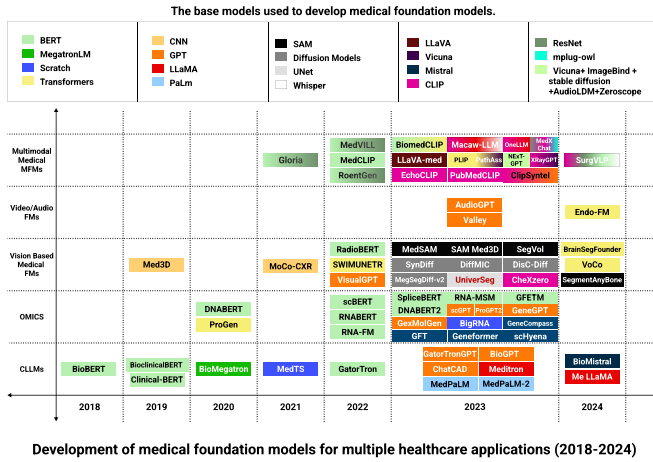 The base models used to develop medical foundation models.
BERT
MegatronLM
Scratch
Transformers
CNN
GPT
LLaMA
PaLm
SAM
Diffusion Models
UNet
Whisper
LLaVA
Vicuna
Mistral
CLIP
ResNet
mplug-owl
Vicuna+ ImageBind +
stable diffusion
+AudioLDM+Zeroscope
Multimodal
Medical
MFMs
Gloria
MedVILL
MedCLIP
RoentGen
BiomedCLIP
Macaw-LLM
OneLLM
MedX
Chat
LLaVA-med
PLIP
PathAss
NExT-
GPT
XRayGPT
EchoCLIP
PubMedCLIP
ClipSyntel
SurgVLP
Video/Audio
FMs
AudioGPT
Valley
Endo-FM
Vision Based
Medical
FMs
Med3D
MoCo-CXR
RadioBERT
SWIMUNETR
VisualGPT
MedSAM
SAM Med3D
SegVol
SynDiff
DiffMIC
DisC-Diff
MegSegDiff-v2
UniverSeg
CheXzero
BrainSegFounder
VoCo
SegmentAnyBone
OMICS
DNABERT
ProGen
scBERT
RNABERT
RNA-FM
SpliceBERT
RNA-MSM
GFETM
DNABERT2
scGPT
ProGPT2
GeneGPT
GexMolGen
BigRNA
GeneCompass
GFT
Geneformer
scHyena
CLLMs
BioBERT
BioclinicalBERT
Clinical-BERT
BioMegatron
MedTS
GatorTron
GatorTronGPT
BioGPT
ChatCAD
Meditron
MedPaLM
MedPaLM-2
BioMistral
Me LLaMA
2018
2019
2020
2021
2022
2023
2024
Development of medical foundation models for multiple healthcare applications (2018-2024)